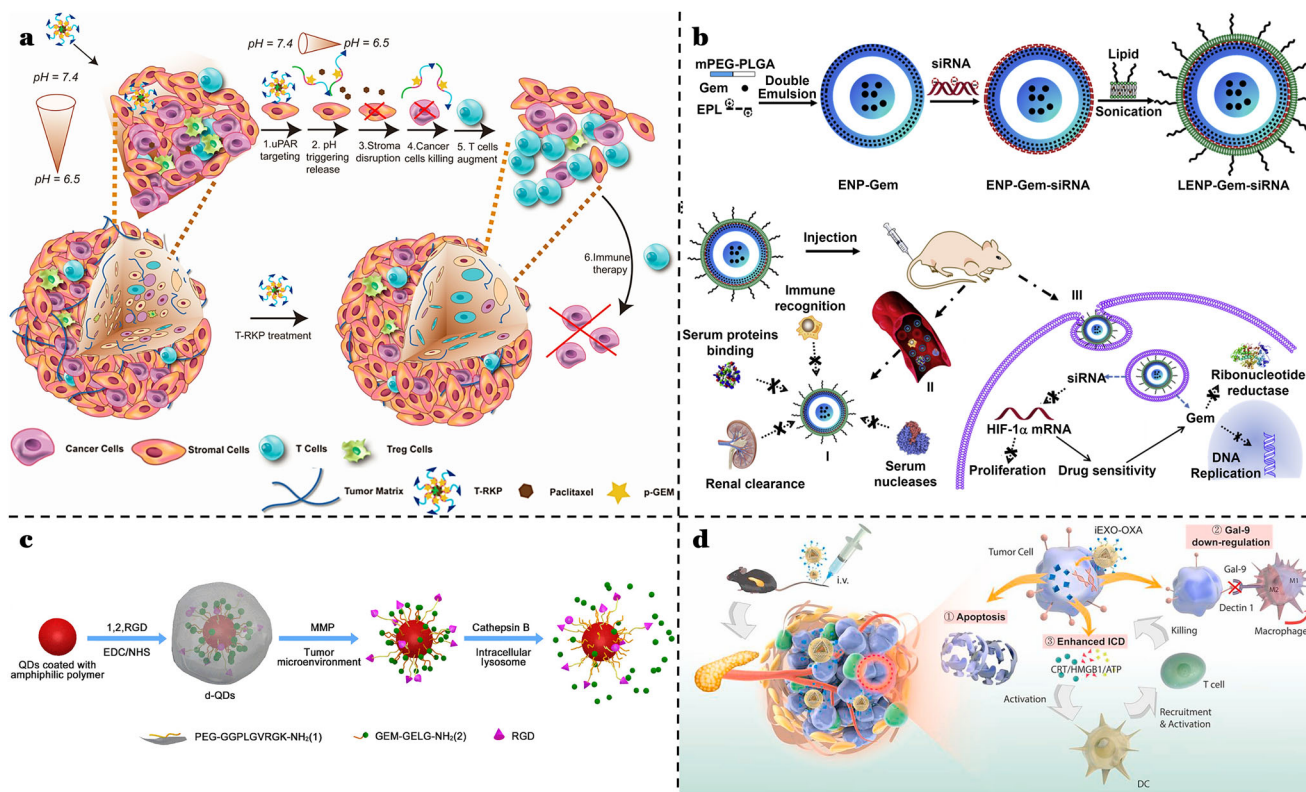 a
pH = 7.4
pH = 6.5
pH = 7.4
pH = 6.5
1.uPAR
targeting
2. pH
triggering
release
3.Stroma
disruption
4.Cancer
cells killing
5. T cells
augment
6.Immune
therapy
T-RKP treatment
Cancer Cells
Stromal Cells
T Cells
Treg Cells
Tumor Matrix
T-RKP
Paclitaxel
p-GEM
b
mPEG-PLGA
Gem
EPL
Double
Emulsion
siRNA
Lipid
Sonication
ENP-Gem
ENP-Gem-siRNA
LENP-Gem-siRNA
Injection
Immune
recognition
Serum proteins
binding
Renal clearance
I
Serum
nucleases
II
III
siRNA
HIF-1α mRNA
Proliferation
Drug sensitivity
Gem
Ribonucleotide
reductase
DNA
Replication
c
QDs coated with
amphiphilic polymer
1,2,RGD
EDC/NHS
d-QDs
MMP
Tumor
microenvironment
Cathepsin B
Intracellular
lysosome
PEG-GGPLGVRGK-NH₂(1)
GEM-GELG-NH₂(2)
RGD
d
i.v.
Tumor Cell
iEXO-OXA
② Gal-9
down-regulation
Gal-9
Dectin 1
M1
M2
Macrophage
① Apoptosis
③ Enhanced ICD
CRT/HMGB1/ATP
Killing
T cell
Activation
Recruitment
& Activation
DC